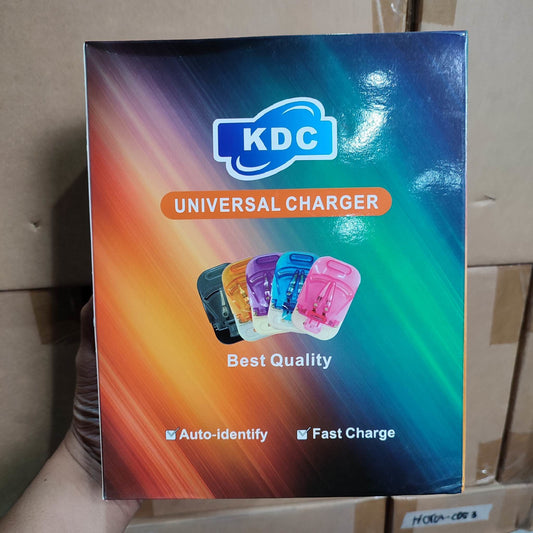 KDC
UNIVERSAL CHARGER
Best Quality
Auto-identify
Fast Charge